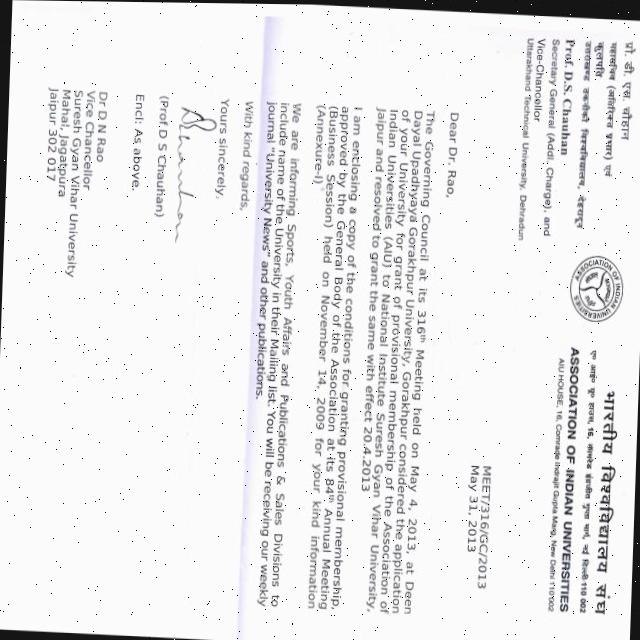 प्रो. डी. एस. चौहान
महासचिव (अतिरिक्त प्रभार) एवं
कुलपति
उत्तराखण्ड तकनीकी विश्वविद्यालय, देहरादून
Prof. D.S. Chauhan
Secretary General (Addl. Charge), and
Vice-Chancellor
Uttarakhand Technical University, Dehradun
ASSOCIATION OF INDIAN UNIVERSITIES
भारतीय विश्वविद्यालय संघ
ए आई यू हाउस, 16, कामरेड इंद्रजीत गुप्ता मार्ग, नई दिल्ली 110 002
ASSOCIATION OF INDIAN UNIVERSITIES
AIU HOUSE 16, Comrade Indrajit Gupta Marg, New Delhi 110 002
MEET/316/GC/2013
May 31, 2013
Dear Dr. Rao,
The Governing Council at its 316th Meeting held on May 4, 2013, at Deen
Dayal Upadhyaya Gorakhpur University, Gorakhpur considered the application
of your University for grant of provisional membership of the Association of
Indian Universities (AIU) to National Institute Suresh Gyan Vihar University,
Jaipur and resolved to grant the same with effect 20.4.2013
I am enclosing a copy of the conditions for granting provisional membership,
approved by the General Body of the Association at its 84th Annual Meeting
(Business Session) held on November 14, 2009 for your kind information
(Annexure-I)
We are informing Sports, Youth Affairs and Publications & Sales Divisions to
include name of the University in their Mailing list. You will be receiving our weekly
journal "University News" and other publications.
With kind regards,
Yours sincerely,
DSChauhan
(Prof D S Chauhan)
Encl: As above.
Dr D N Rao
Vice Chancellor
Suresh Gyan Vihar University
Mahal, Jagatpura
Jaipur 302 017